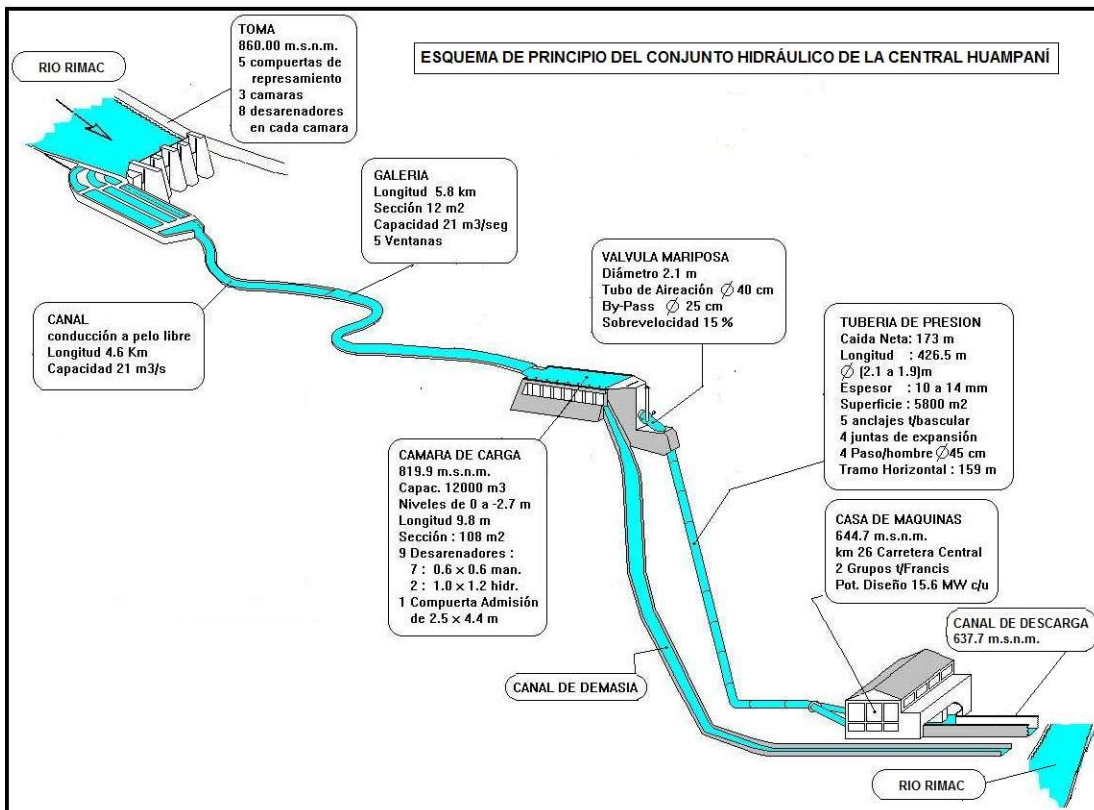 ESQUEMA DE PRINCIPIO DEL CONJUNTO HIDRÁULICO DE LA CENTRAL HUAMPANÍ
RIO RIMAC
TOMA
860.00 m.s.n.m.
5 compuertas de
represamiento
3 camaras
8 desarenadores
en cada camara
GALERIA
Longitud 5.8 km
Sección 12 m2
Capacidad 21 m3/seg
5 Ventanas
CANAL
conducción a pelo libre
Longitud 4.6 Km
Capacidad 21 m3/s
VALVULA MARIPOSA
Diámetro 2.1 m
Tubo de Aireación ∅ 40 cm
By-Pass ∅ 25 cm
Sobrevelocidad 15 %
TUBERIA DE PRESION
Caida Neta: 173 m
Longitud : 426.5 m
∅ (2.1 a 1.9)m
Espesor : 10 a 14 mm
Superficie : 5800 m2
5 anclajes t/bascular
4 juntas de expansión
4 Paso/hombre ∅45 cm
Tramo Horizontal : 159 m
CAMARA DE CARGA
819.9 m.s.n.m.
Capac. 12000 m3
Niveles de 0 a -2.7 m
Longitud 9.8 m
Sección : 108 m2
9 Desarenadores :
7 : 0.6 × 0.6 man.
2 : 1.0 × 1.2 hidr.
1 Compuerta Admisión
de 2.5 × 4.4 m
CASA DE MAQUINAS
644.7 m.s.n.m.
km 26 Carretera Central
2 Grupos t/Francis
Pot. Diseño 15.6 MW c/u
CANAL DE DESCARGA
637.7 m.s.n.m.
CANAL DE DEMASIA
RIO RIMAC